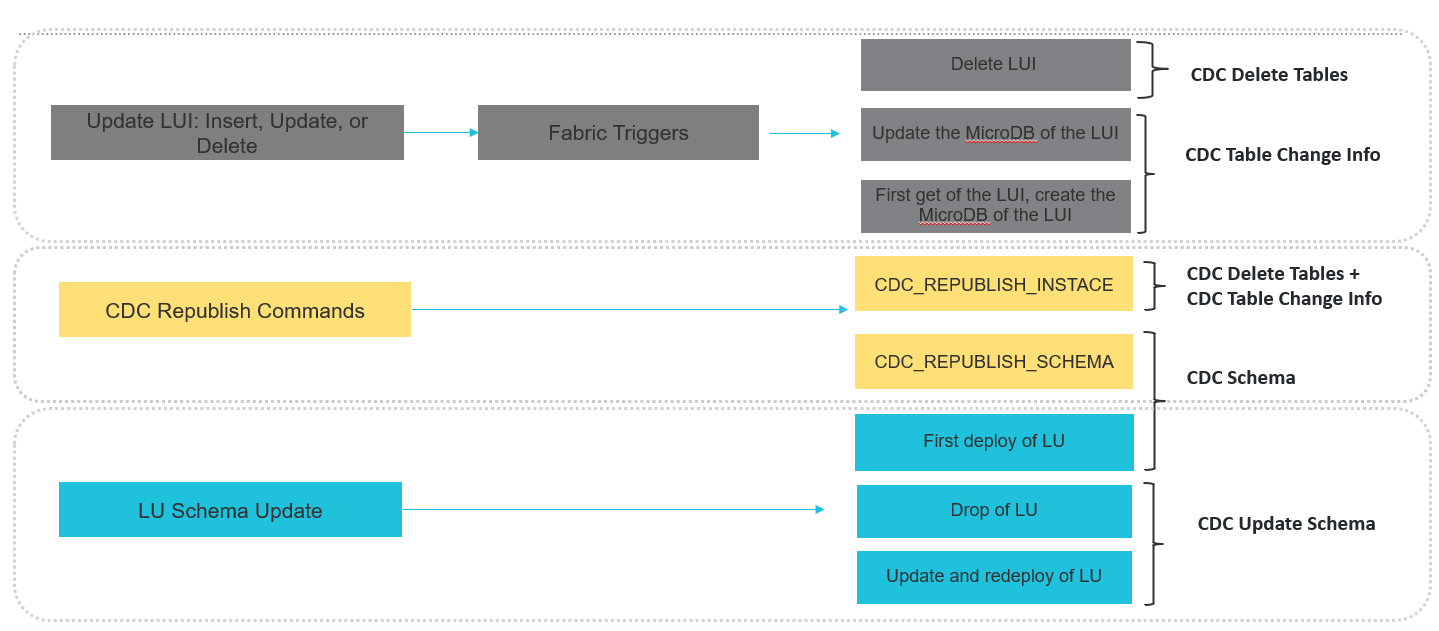 Delete LUI
CDC Delete Tables
Update LUI: Insert, Update, or
Delete
Fabric Triggers
Update the MicroDB of the LUI
CDC Table Change Info
First get of the LUI, create the
MicroDB of the LUI
CDC Republish Commands
CDC_REPUBLISH_INSTACE
CDC Delete Tables +
CDC Table Change Info
CDC_REPUBLISH_SCHEMA
CDC Schema
First deploy of LU
LU Schema Update
Drop of LU
CDC Update Schema
Update and redeploy of LU